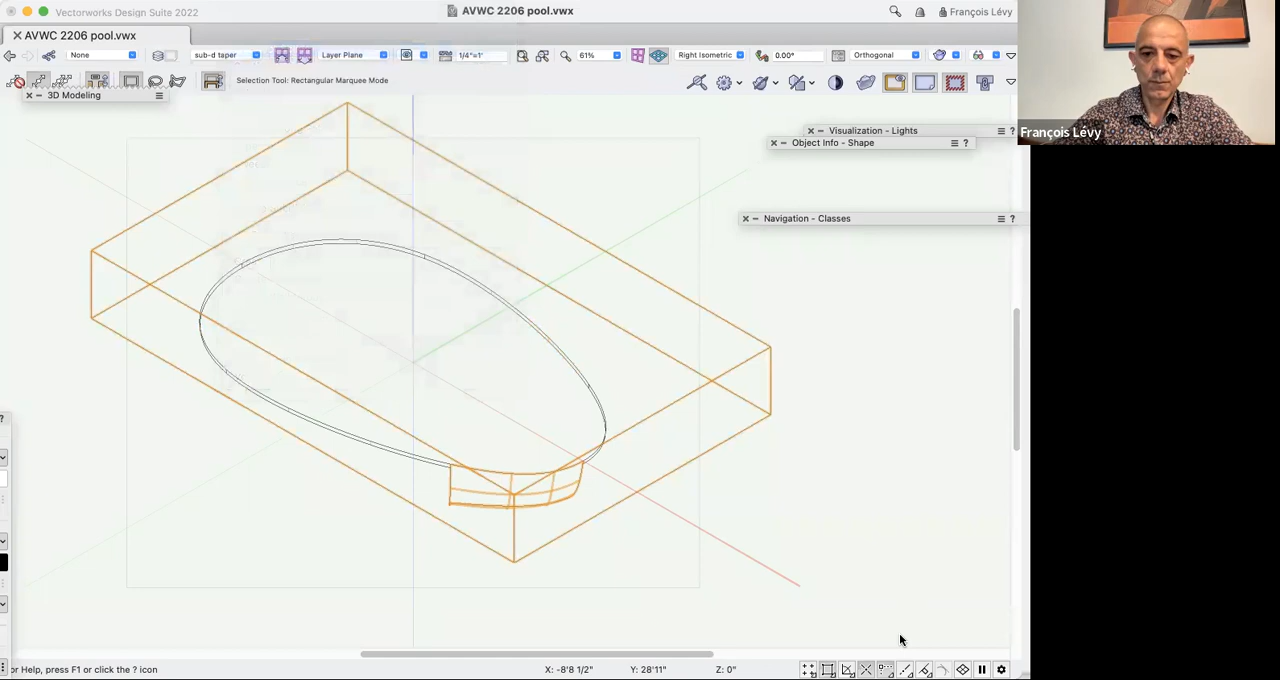 Vectorworks Design Suite 2022
AVWC 2206 pool.vwx
François Lévy
AVWC 2206 pool.vwx
None
sub-d taper
Layer Plane
1/4"=1'
61%
Right Isometric
0.00°
Orthogonal
Selection Tool: Rectangular Marquee Mode
3D Modeling
Visualization - Lights
?
Object Info - Shape
?
Navigation - Classes
?
François Lévy
?
or Help, press F1 or click the ? icon
X: -8'8 1/2"
Y: 28'11"
Z: 0"